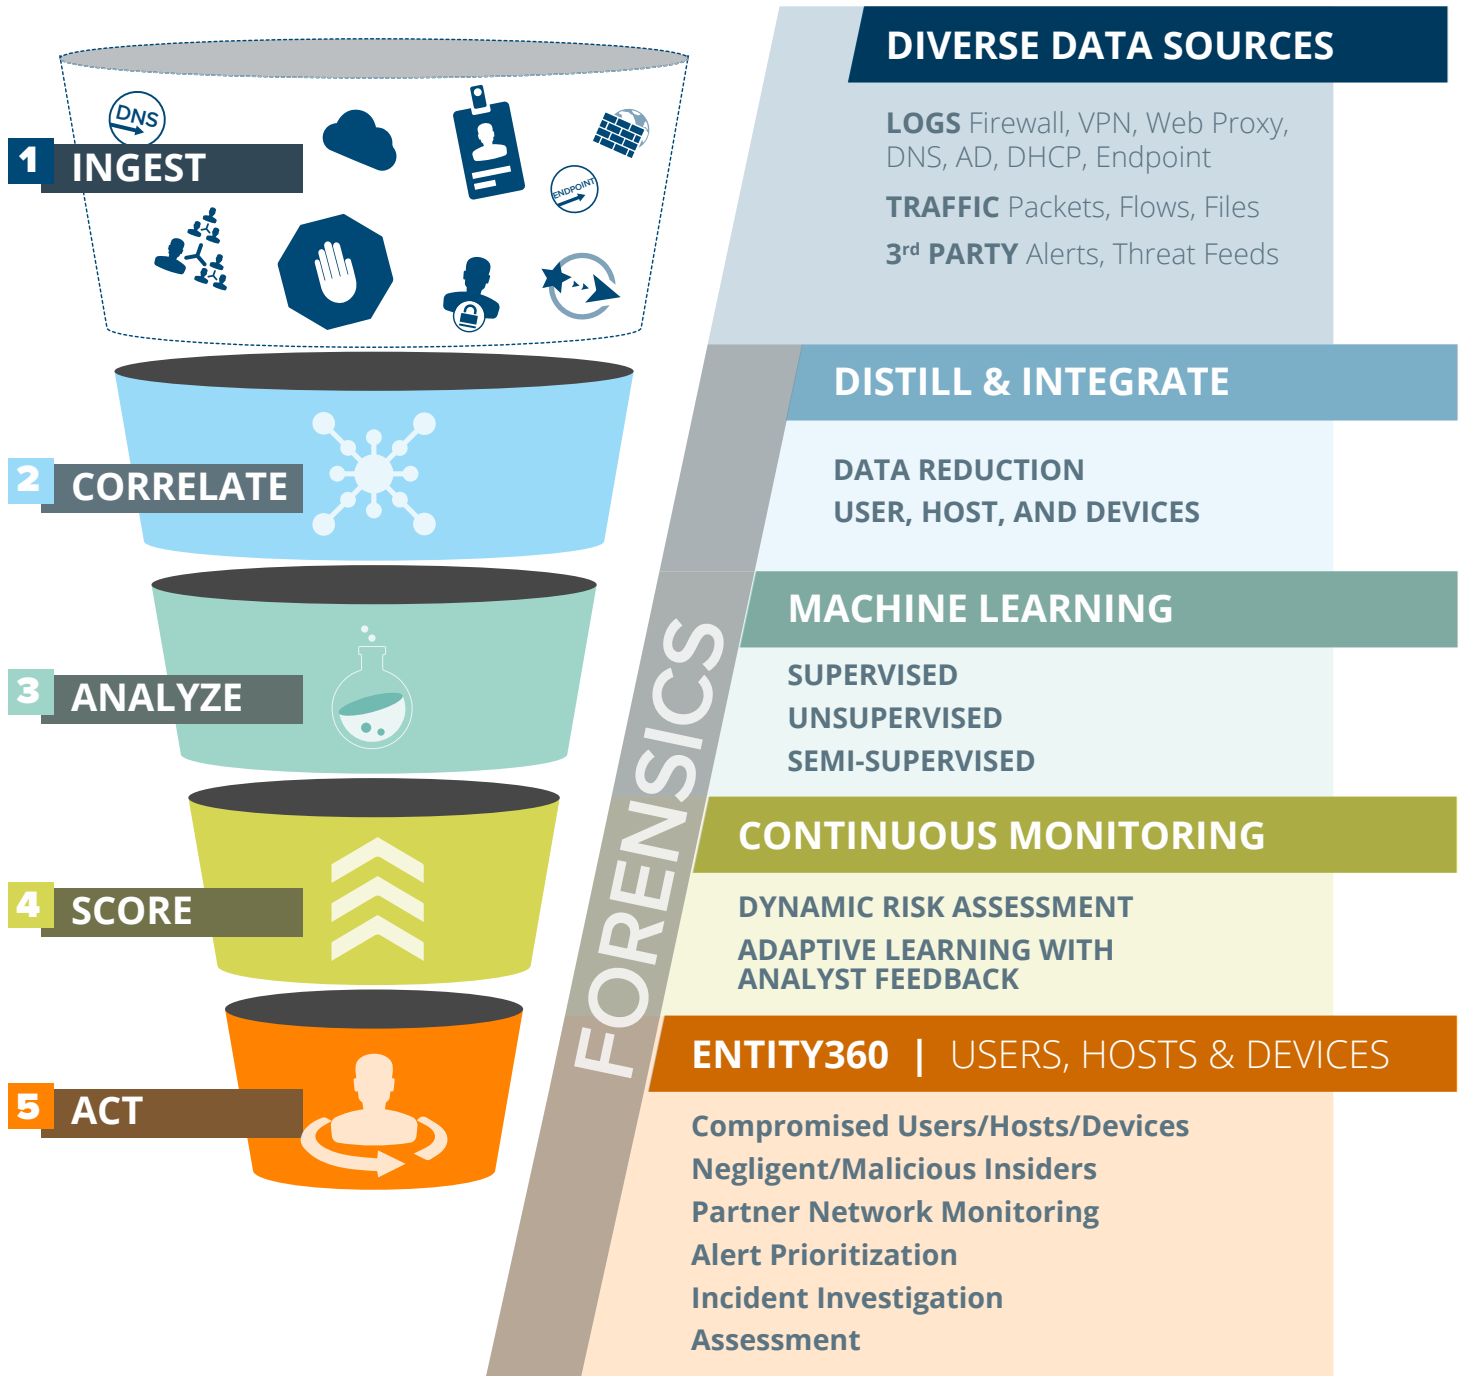 DIVERSE DATA SOURCES
LOGS Firewall, VPN, Web Proxy,
DNS, AD, DHCP, Endpoint
TRAFFIC Packets, Flows, Files
3rd PARTY Alerts, Threat Feeds
DNS
1 INGEST
ENDPOINT
DISTILL & INTEGRATE
DATA REDUCTION
USER, HOST, AND DEVICES
2 CORRELATE
MACHINE LEARNING
SUPERVISED
UNSUPERVISED
SEMI-SUPERVISED
3 ANALYZE
FORENSICS
CONTINUOUS MONITORING
DYNAMIC RISK ASSESSMENT
ADAPTIVE LEARNING WITH
ANALYST FEEDBACK
4 SCORE
ENTITY360 | USERS, HOSTS & DEVICES
Compromised Users/Hosts/Devices
Negligent/Malicious Insiders
Partner Network Monitoring
Alert Prioritization
Incident Investigation
Assessment
5 ACT